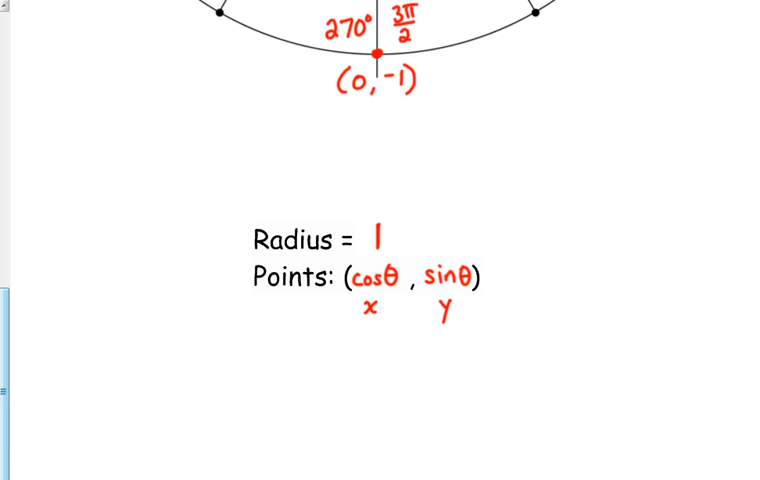 270° 3π/2
(0, -1)
Radius = 1
Points: (cosθ , sinθ)
x y